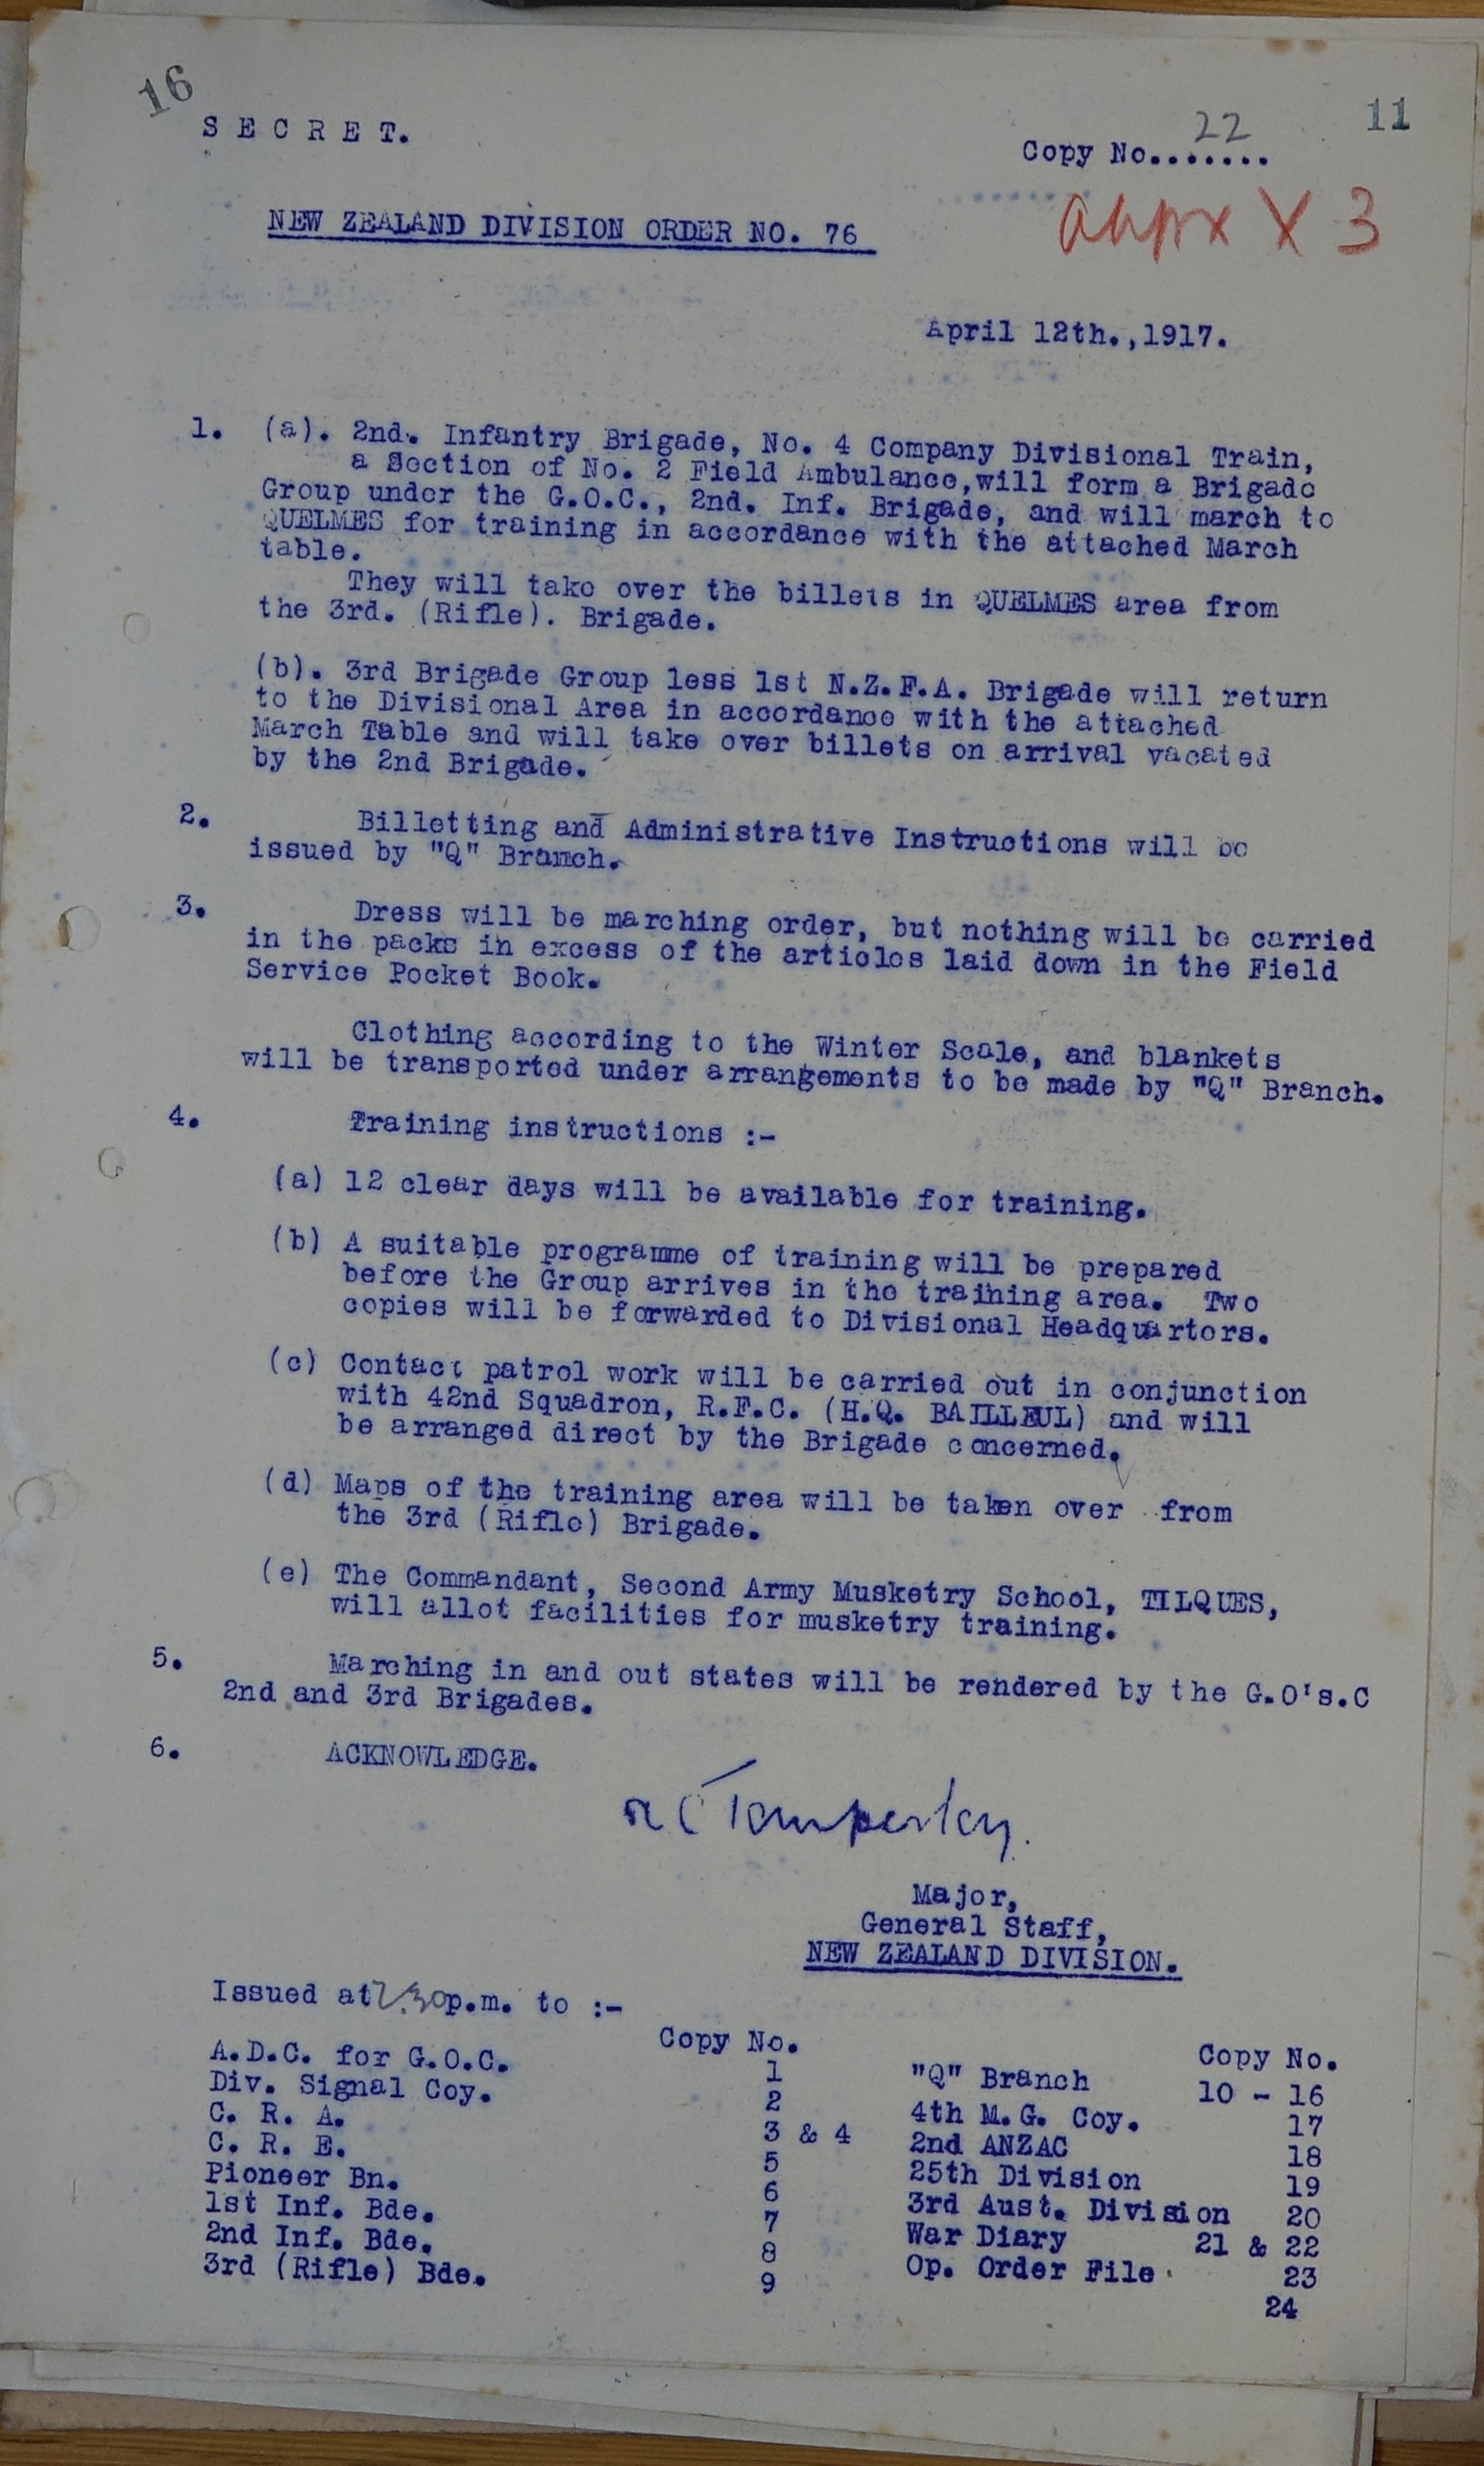 16
11
SECRET.
22
Copy No.......
appx X 3
NEW ZEALAND DIVISION ORDER NO. 76
April 12th.,1917.
1. (a). 2nd. Infantry Brigade, No. 4 Company Divisional Train,
a Section of No. 2 Field Ambulance, will form a Brigade
Group under the G.O.C., 2nd. Inf. Brigade, and will march to
QUELMES for training in accordance with the attached March
table.
They will take over the billets in QUELMES area from
the 3rd. (Rifle). Brigade.
(b). 3rd Brigade Group less 1st N.Z.F.A. Brigade will return
to the Divisional Area in accordance with the attached
March Table and will take over billets on arrival vacated
by the 2nd Brigade.
2. Billetting and Administrative Instructions will be
issued by "Q" Branch.
3. Dress will be marching order, but nothing will be carried
in the packs in excess of the articles laid down in the Field
Service Pocket Book.
Clothing according to the Winter Scale, and blankets
will be transported under arrangements to be made by "Q" Branch.
4. Training instructions :-
(a) 12 clear days will be available for training.
(b) A suitable programme of training will be prepared
before the Group arrives in the training area. Two
copies will be forwarded to Divisional Headquarters.
(c) Contact patrol work will be carried out in conjunction
with 42nd Squadron, R.F.C. (H.Q. BAILLEUL) and will
be arranged direct by the Brigade concerned.
(d) Maps of the training area will be taken over from
the 3rd (Rifle) Brigade.
(e) The Commandant, Second Army Musketry School, TILQUES,
will allot facilities for musketry training.
5. Marching in and out states will be rendered by the G.O's.C
2nd and 3rd Brigades.
6. ACKNOWLEDGE.
A C Temperley.
Major,
General Staff,
NEW ZEALAND DIVISION.
Issued at 7.30 p.m. to :-
Copy No. Copy No.
A.D.C. for G.O.C. 1 "Q" Branch 10 - 16
Div. Signal Coy. 2 4th M.G. Coy. 17
C. R. A. 3 & 4 2nd ANZAC 18
C. R. E. 5 25th Division 19
Pioneer Bn. 6 3rd Aust. Division 20
1st Inf. Bde. 7 War Diary 21 & 22
2nd Inf. Bde. 8 Op. Order File 23
3rd (Rifle) Bde. 9 24